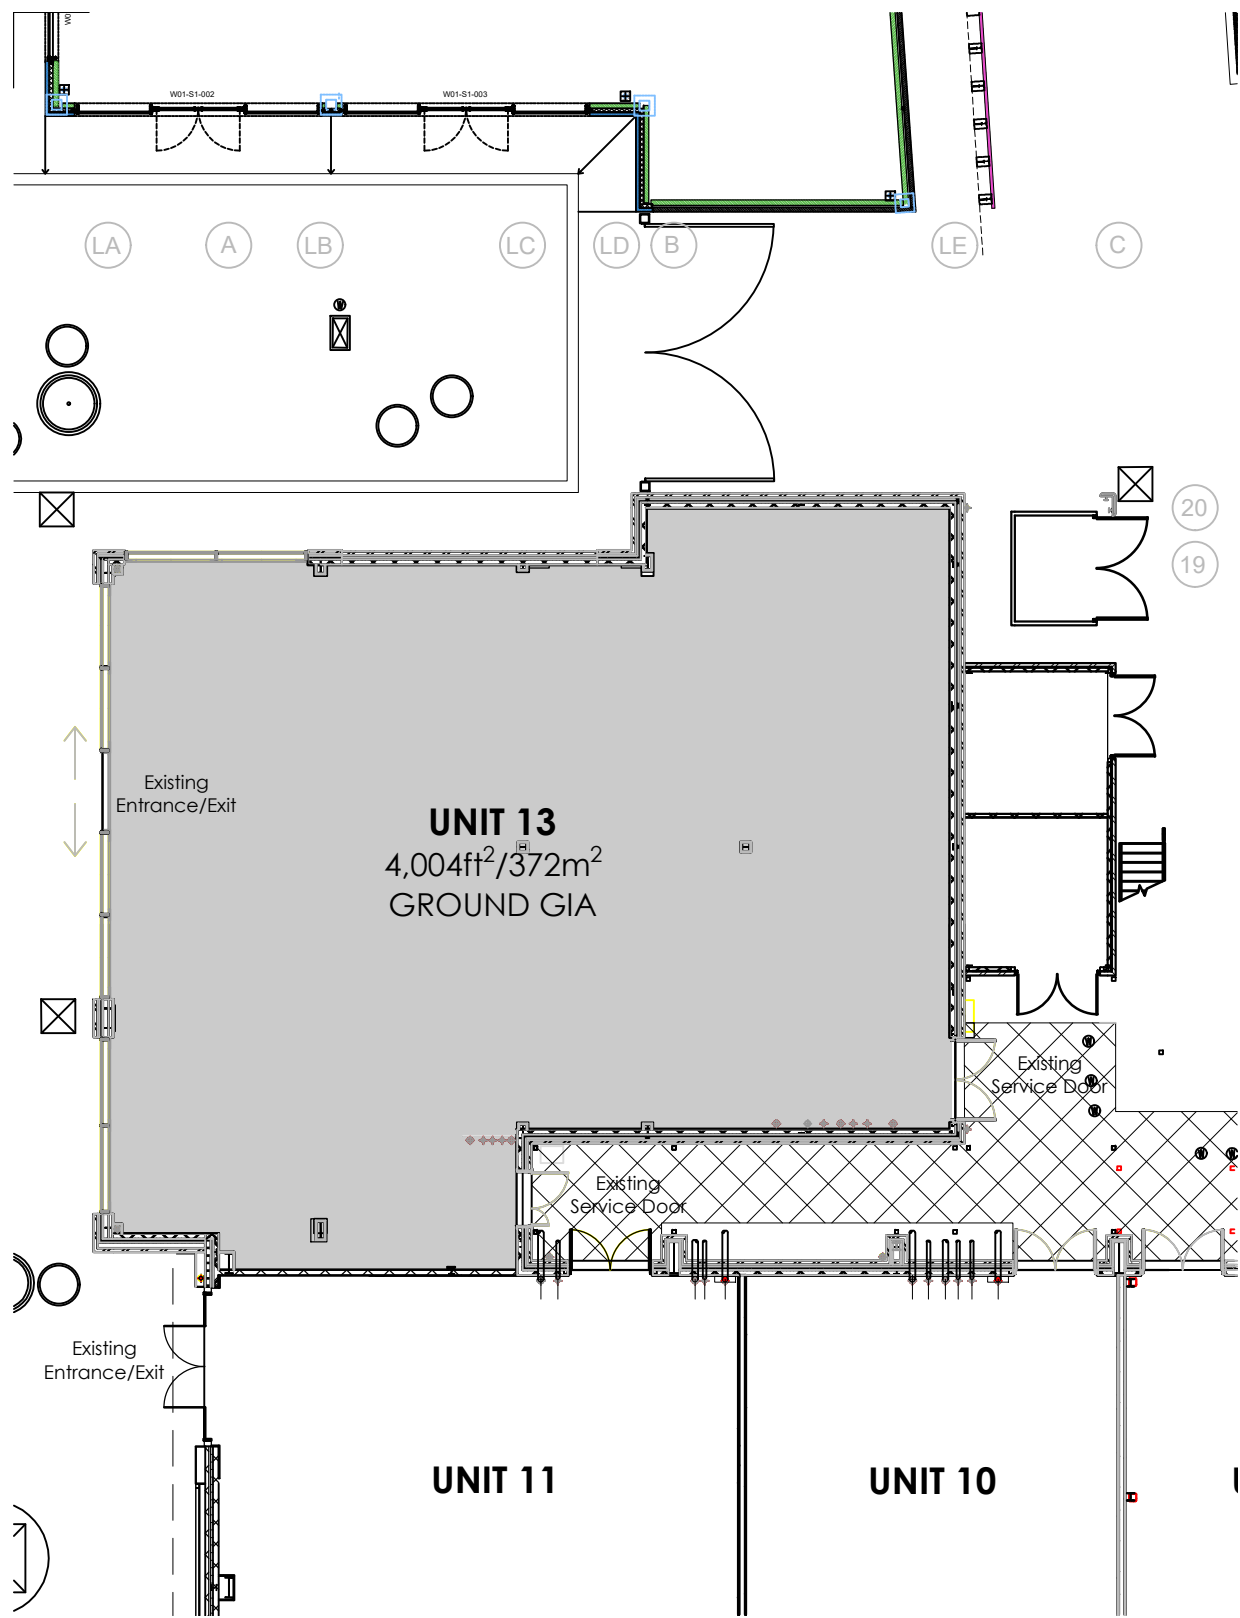 W01-S1-002
W01-S1-003
LA
A
LB
LC
LD
B
LE
C
W
20
19
Existing
Entrance/Exit
UNIT 13
4,004ft²/372m²
GROUND GIA
Existing
Service Door
W
W
W
W
W
Existing
Service Door
Existing
Entrance/Exit
UNIT 11
UNIT 10